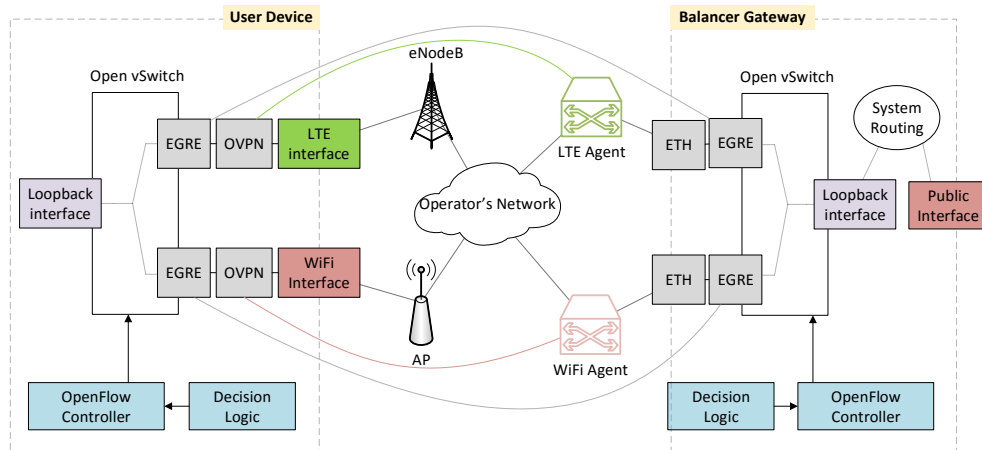 User Device
Balancer Gateway
eNodeB
Open vSwitch
Open vSwitch
System
Routing
EGRE
OVPN
LTE
interface
LTE Agent
ETH
EGRE
Loopback
interface
Operator's Network
Loopback
interface
Public
Interface
EGRE
OVPN
WiFi
Interface
ETH
EGRE
AP
WiFi Agent
OpenFlow
Controller
Decision
Logic
Decision
Logic
OpenFlow
Controller